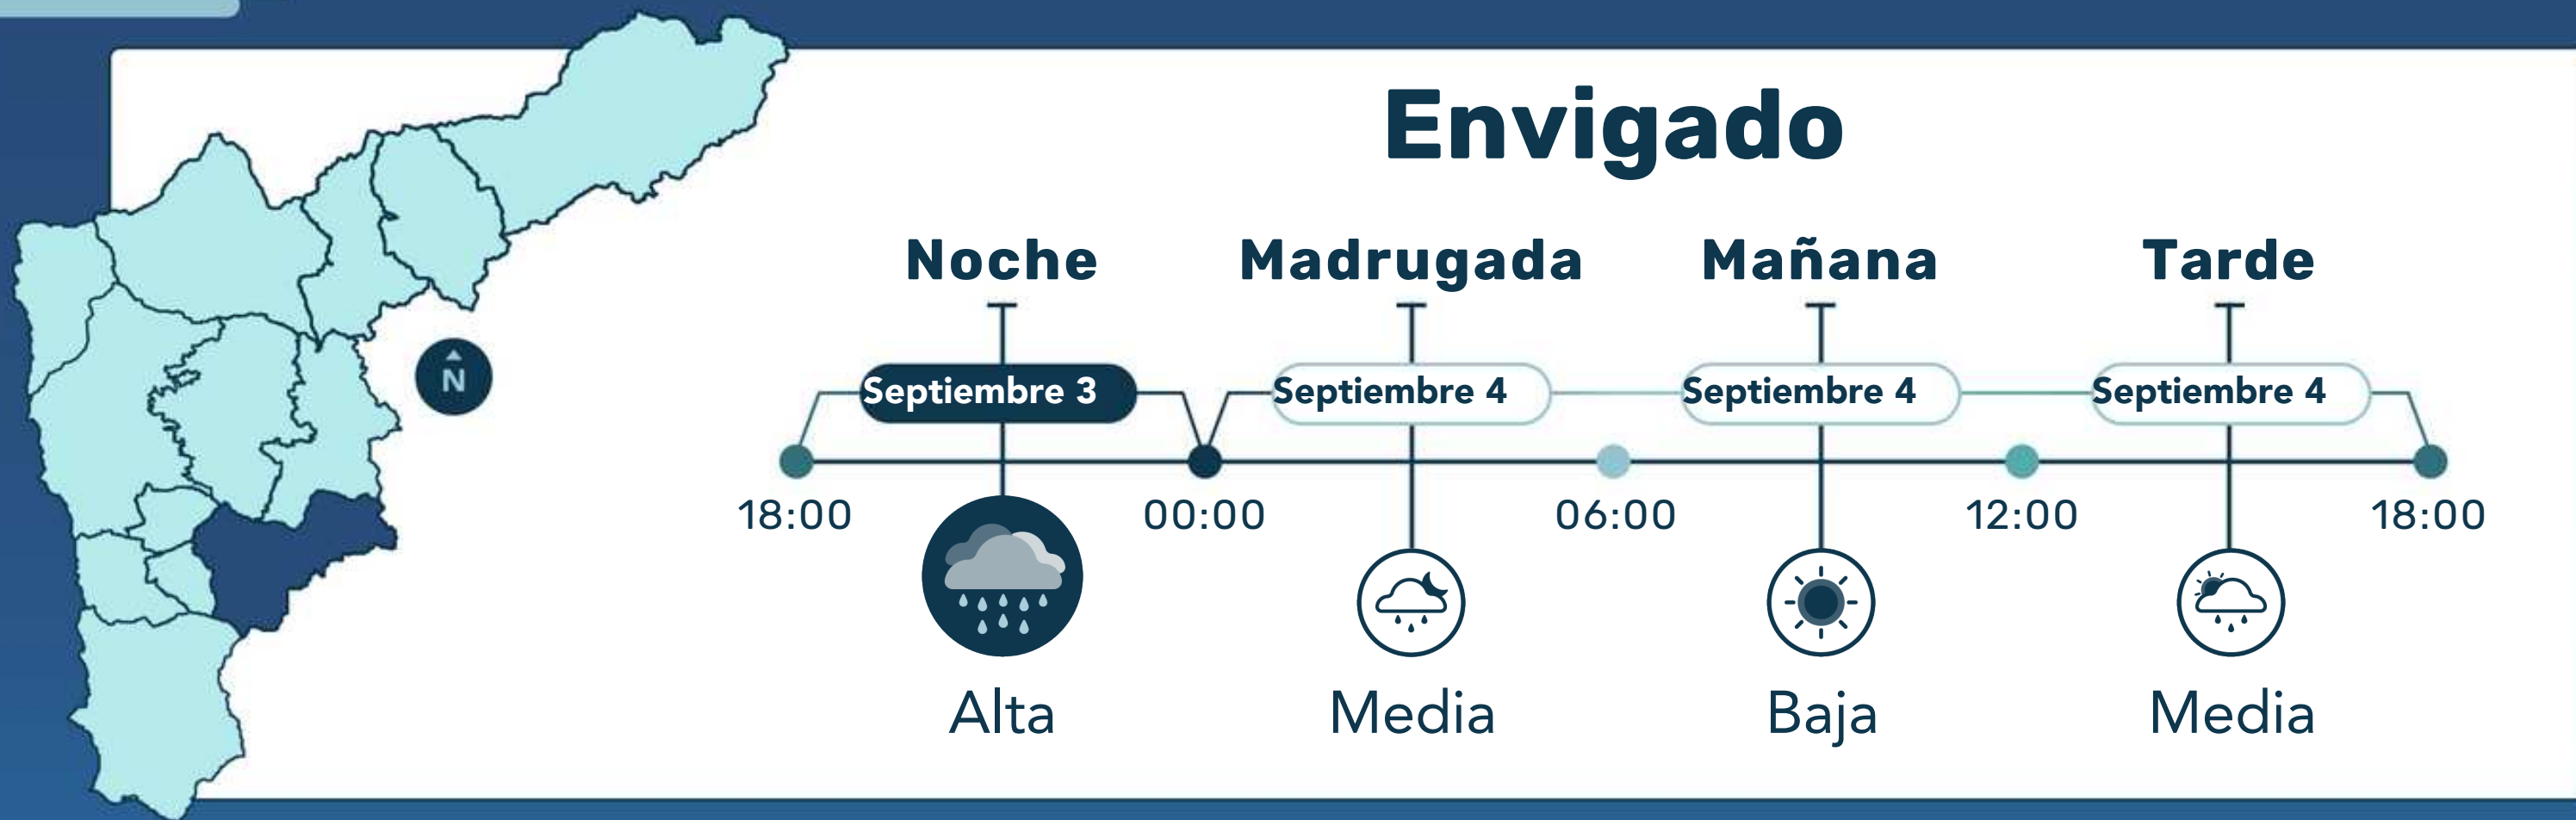 Envigado
Noche Madrugada Mañana Tarde
N
Septiembre 3 Septiembre 4 Septiembre 4 Septiembre 4
18:00 00:00 06:00 12:00 18:00
Alta Media Baja Media